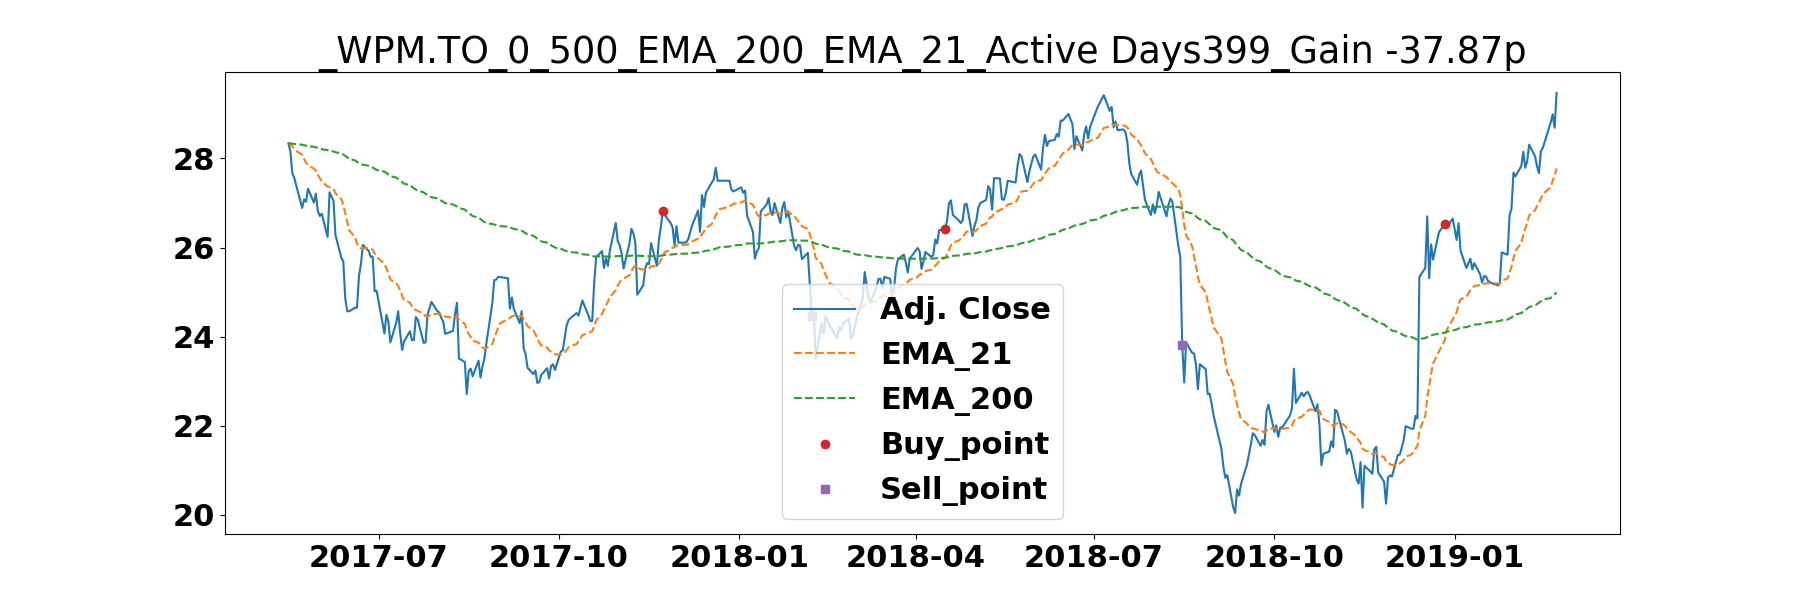 _WPM.TO_0_500_EMA_200_EMA_21_Active Days399_Gain -37.87p
28
26
24
22
20
Adj. Close
EMA_21
EMA_200
Buy_point
Sell_point
2017-07 2017-10 2018-01 2018-04 2018-07 2018-10 2019-01